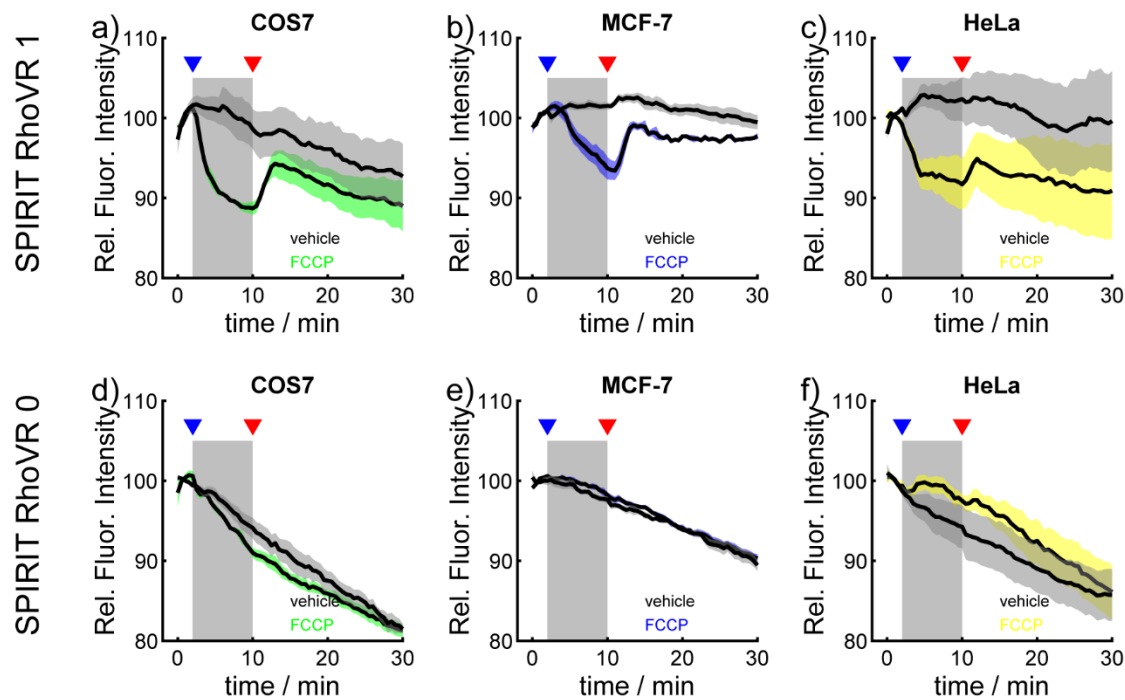 SPIRIT RhoVR 1
a)
COS7
Rel. Fluor. Intensity
110
100
90
80
vehicle
FCCP
0
10
20
30
time / min
b)
MCF-7
Rel. Fluor. Intensity
110
100
90
80
vehicle
FCCP
0
10
20
30
time / min
c)
HeLa
Rel. Fluor. Intensity
110
100
90
80
vehicle
FCCP
0
10
20
30
time / min
SPIRIT RhoVR 0
d)
COS7
Rel. Fluor. Intensity
110
100
90
80
vehicle
FCCP
0
10
20
30
time / min
e)
MCF-7
Rel. Fluor. Intensity
110
100
90
80
vehicle
FCCP
0
10
20
30
time / min
f)
HeLa
Rel. Fluor. Intensity
110
100
90
80
vehicle
FCCP
0
10
20
30
time / min